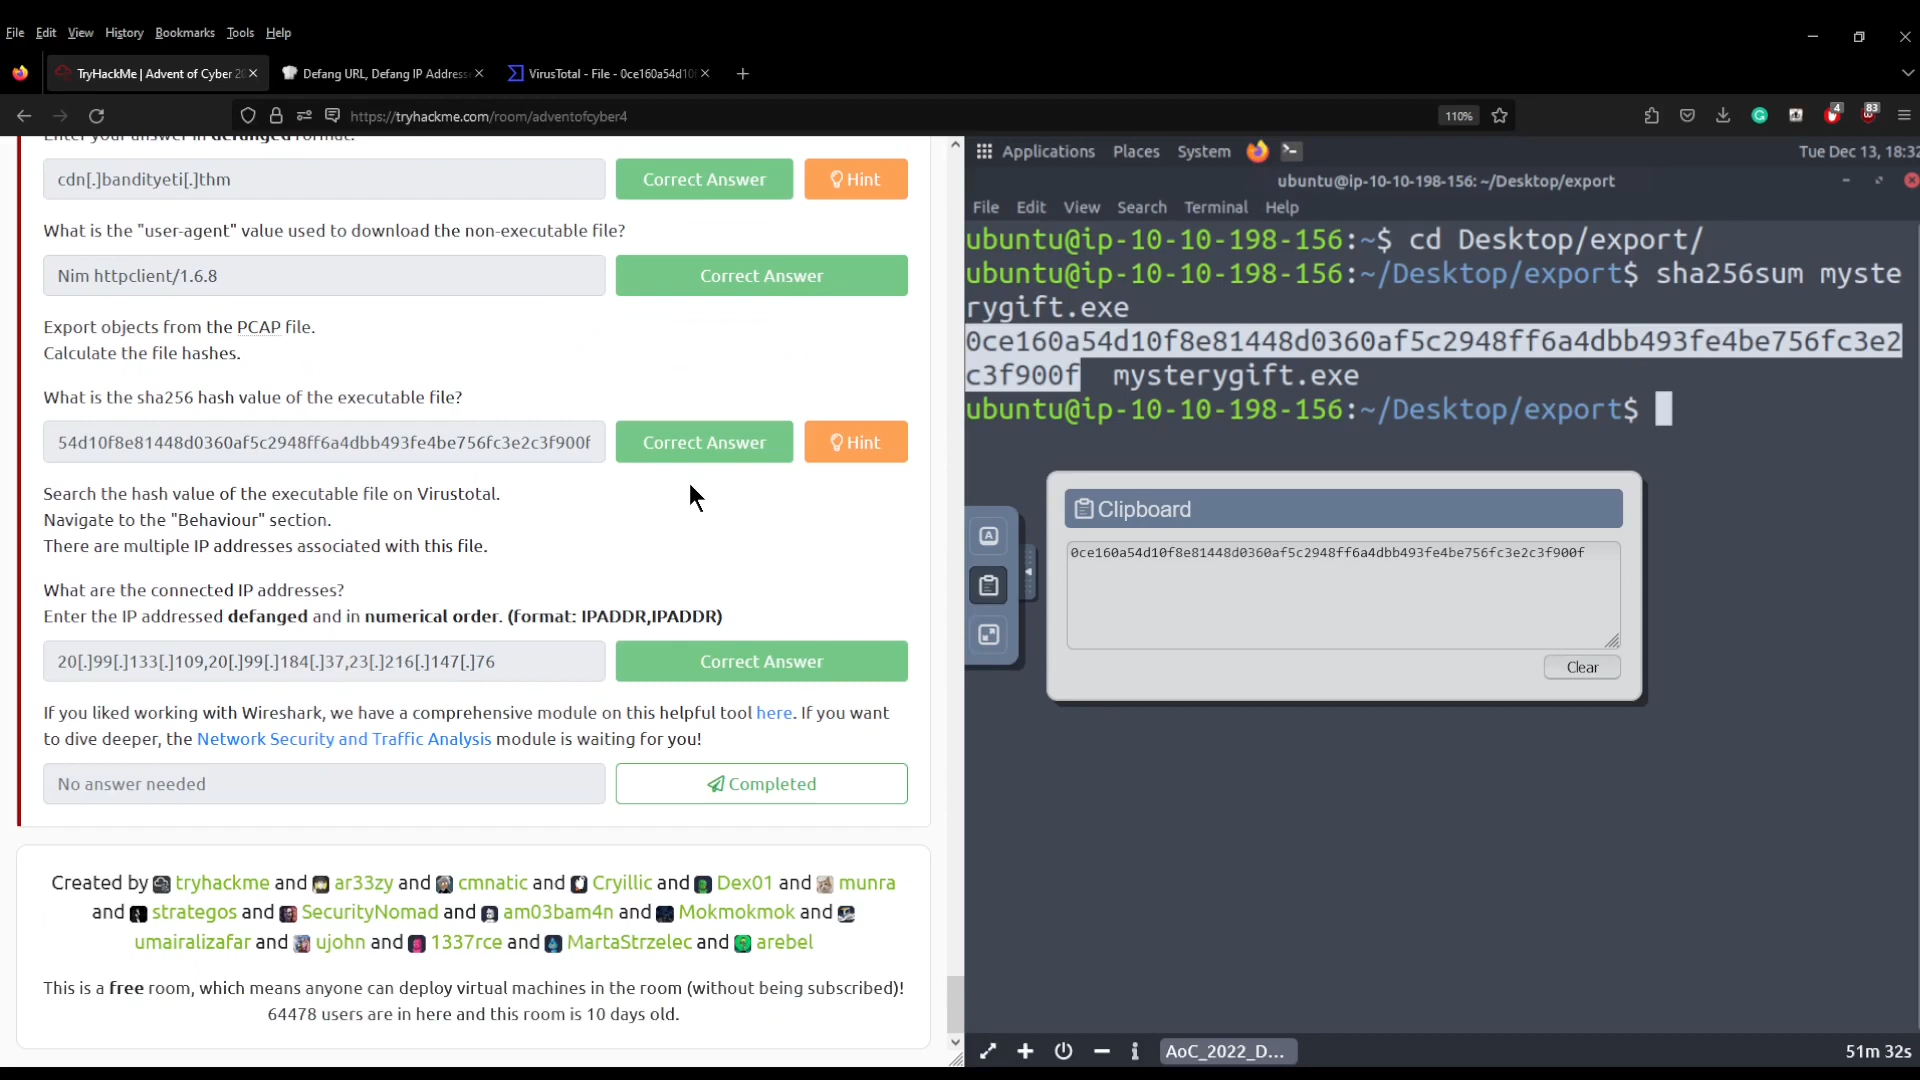 File Edit View History Bookmarks Tools Help
TryHackMe | Advent of Cyber 20
Defang URL, Defang IP Address
VirusTotal - File - 0ce160a54d10f
https://tryhackme.com/room/adventofcyber4
110%
4
83
Enter your answer in defanged format.
cdn[.]bandityeti[.]thm
Correct Answer
Hint
What is the "user-agent" value used to download the non-executable file?
Nim httpclient/1.6.8
Correct Answer
Export objects from the PCAP file.
Calculate the file hashes.
What is the sha256 hash value of the executable file?
54d10f8e81448d0360af5c2948ff6a4dbb493fe4be756fc3e2c3f900f
Correct Answer
Hint
Search the hash value of the executable file on Virustotal.
Navigate to the "Behaviour" section.
There are multiple IP addresses associated with this file.
What are the connected IP addresses?
Enter the IP addressed defanged and in numerical order. (format: IPADDR,IPADDR)
20[.]99[.]133[.]109,20[.]99[.]184[.]37,23[.]216[.]147[.]76
Correct Answer
If you liked working with Wireshark, we have a comprehensive module on this helpful tool here. If you want
to dive deeper, the Network Security and Traffic Analysis module is waiting for you!
No answer needed
Completed
Created by tryhackme and ar33zy and cmnatic and Cryillic and Dex01 and munra
and strategos and SecurityNomad and am03bam4n and Mokmokmok and
umairalizafar and ujohn and 1337rce and MartaStrzelec and arebel
This is a free room, which means anyone can deploy virtual machines in the room (without being subscribed)!
64478 users are in here and this room is 10 days old.
Applications Places System
Tue Dec 13, 18:32
ubuntu@ip-10-10-198-156: ~/Desktop/export
File Edit View Search Terminal Help
ubuntu@ip-10-10-198-156:~$ cd Desktop/export/
ubuntu@ip-10-10-198-156:~/Desktop/export$ sha256sum myste
rygift.exe
0ce160a54d10f8e81448d0360af5c2948ff6a4dbb493fe4be756fc3e2
c3f900f  mysterygift.exe
ubuntu@ip-10-10-198-156:~/Desktop/export$
Clipboard
0ce160a54d10f8e81448d0360af5c2948ff6a4dbb493fe4be756fc3e2c3f900f
Clear
AoC_2022_D...
51m 32s